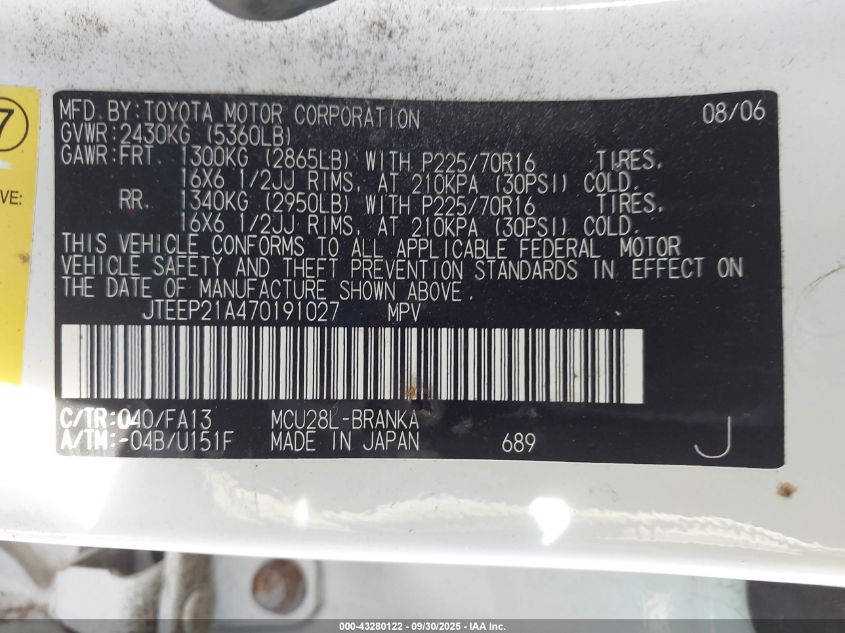 MFD.BY:TOYOTA MOTOR CORPORATION 08/06
GVWR:2430KG (5360LB)
GAWR:FRT. 1300KG (2865LB) WITH P225/70R16 TIRES,
16X6 1/2JJ RIMS, AT 210KPA (30PSI) COLD.
RR. 1340KG (2950LB) WITH P225/70R16 TIRES,
16X6 1/2JJ RIMS, AT 210KPA (30PSI) COLD.
THIS VEHICLE CONFORMS TO ALL APPLICABLE FEDERAL MOTOR
VEHICLE SAFETY AND THEFT PREVENTION STANDARDS IN EFFECT ON
THE DATE OF MANUFACTURE SHOWN ABOVE.
JTEEP21A470191027 MPV
C/TR:040/FA13 MCU28L-BRANKA
A/TM:-04B/U151F MADE IN JAPAN 689 J
7
VE:
000-43280122 - 09/30/2025 - IAA Inc.